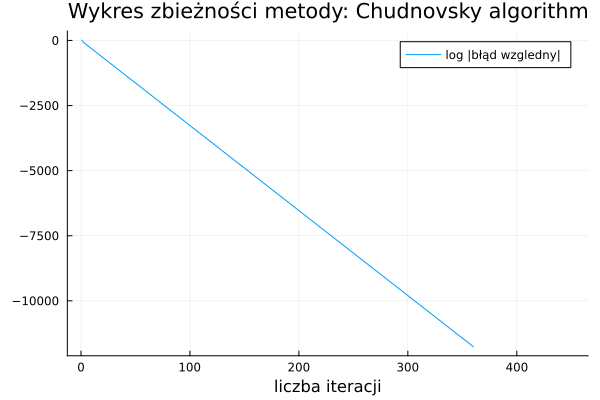 Wykres zbieżności metody: Chudnovsky algorithm
log |błąd wzgledny|
0
−2500
−5000
−7500
−10000
0 100 200 300 400
liczba iteracji